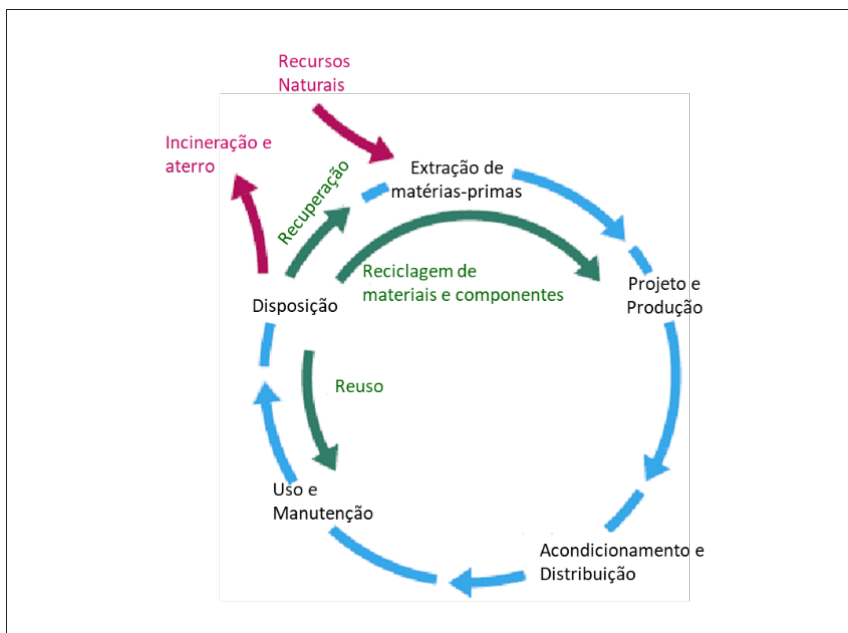 Recursos
Naturais
Incineração e
aterro
Recuperação
Extração de
matérias-primas
Reciclagem de
materiais e componentes
Projeto e
Produção
Disposição
Reuso
Uso e
Manutenção
Acondicionamento e
Distribuição